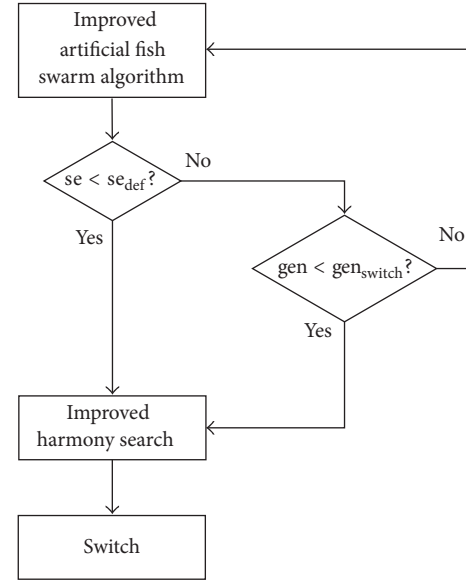 Improved
artificial fish
swarm algorithm
No
se < se_def?
Yes
No
gen < gen_switch?
Yes
Improved
harmony search
Switch